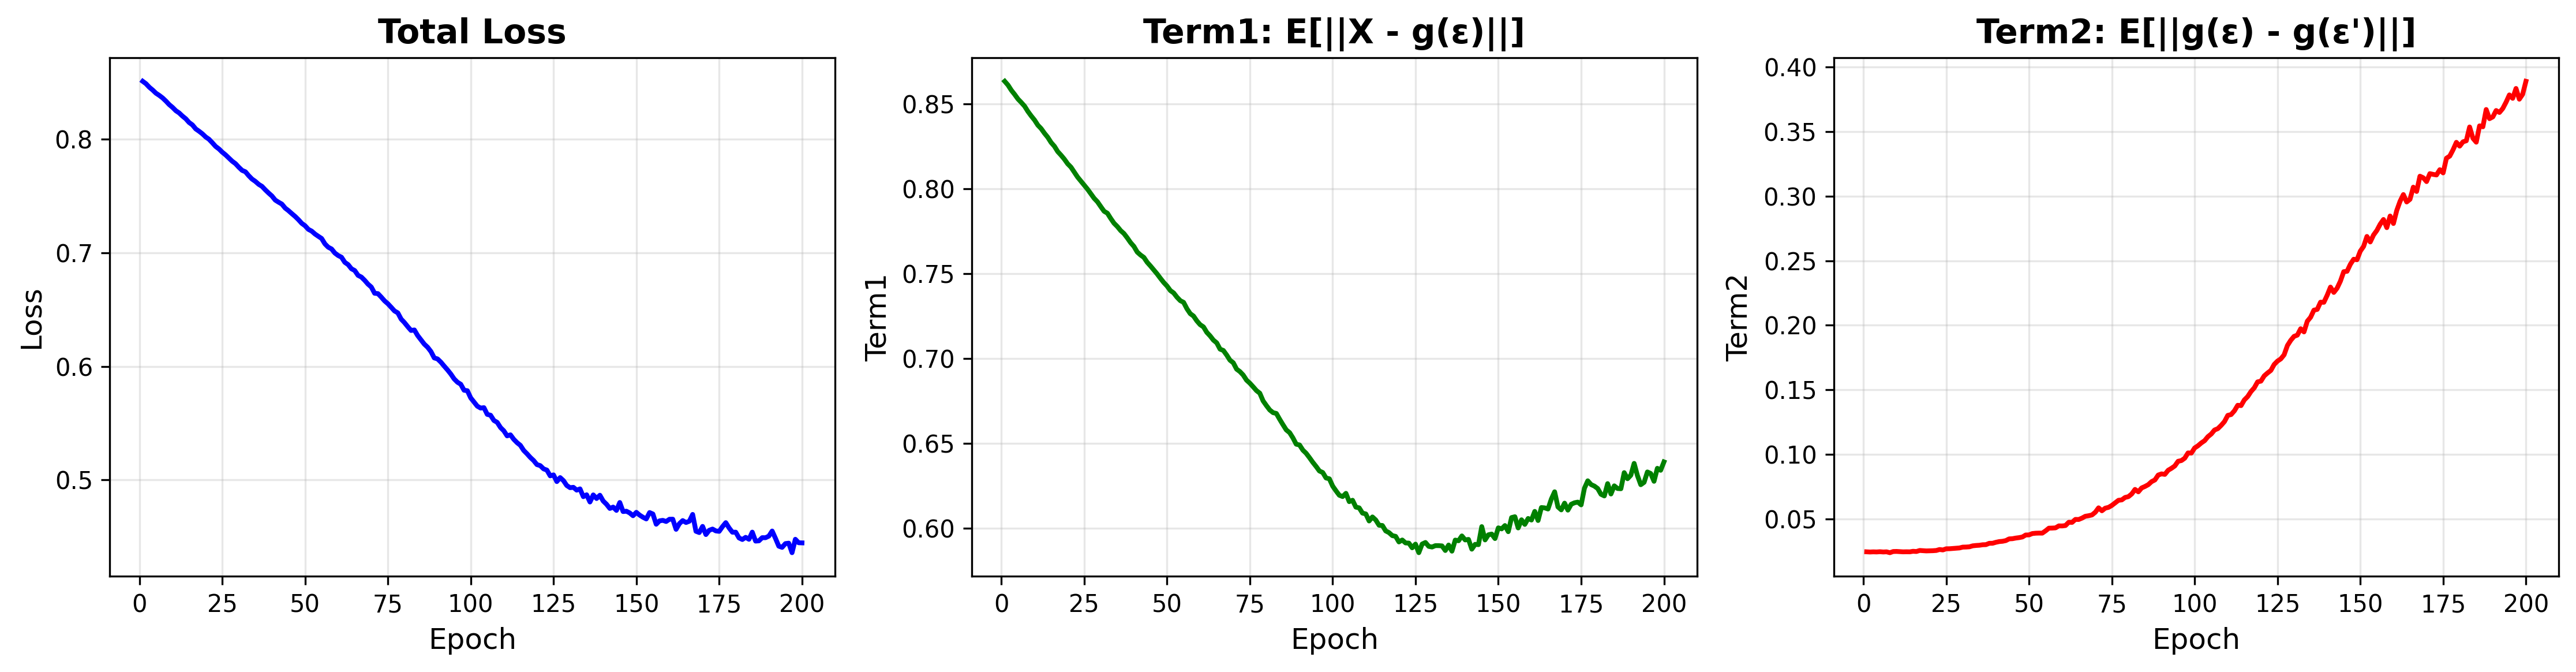 Total Loss
Loss
0.8
0.7
0.6
0.5
0 25 50 75 100 125 150 175 200
Epoch
Term1: E[||X - g(ε)||]
Term1
0.85
0.80
0.75
0.70
0.65
0.60
0 25 50 75 100 125 150 175 200
Epoch
Term2: E[||g(ε) - g(ε')||]
Term2
0.40
0.35
0.30
0.25
0.20
0.15
0.10
0.05
0 25 50 75 100 125 150 175 200
Epoch